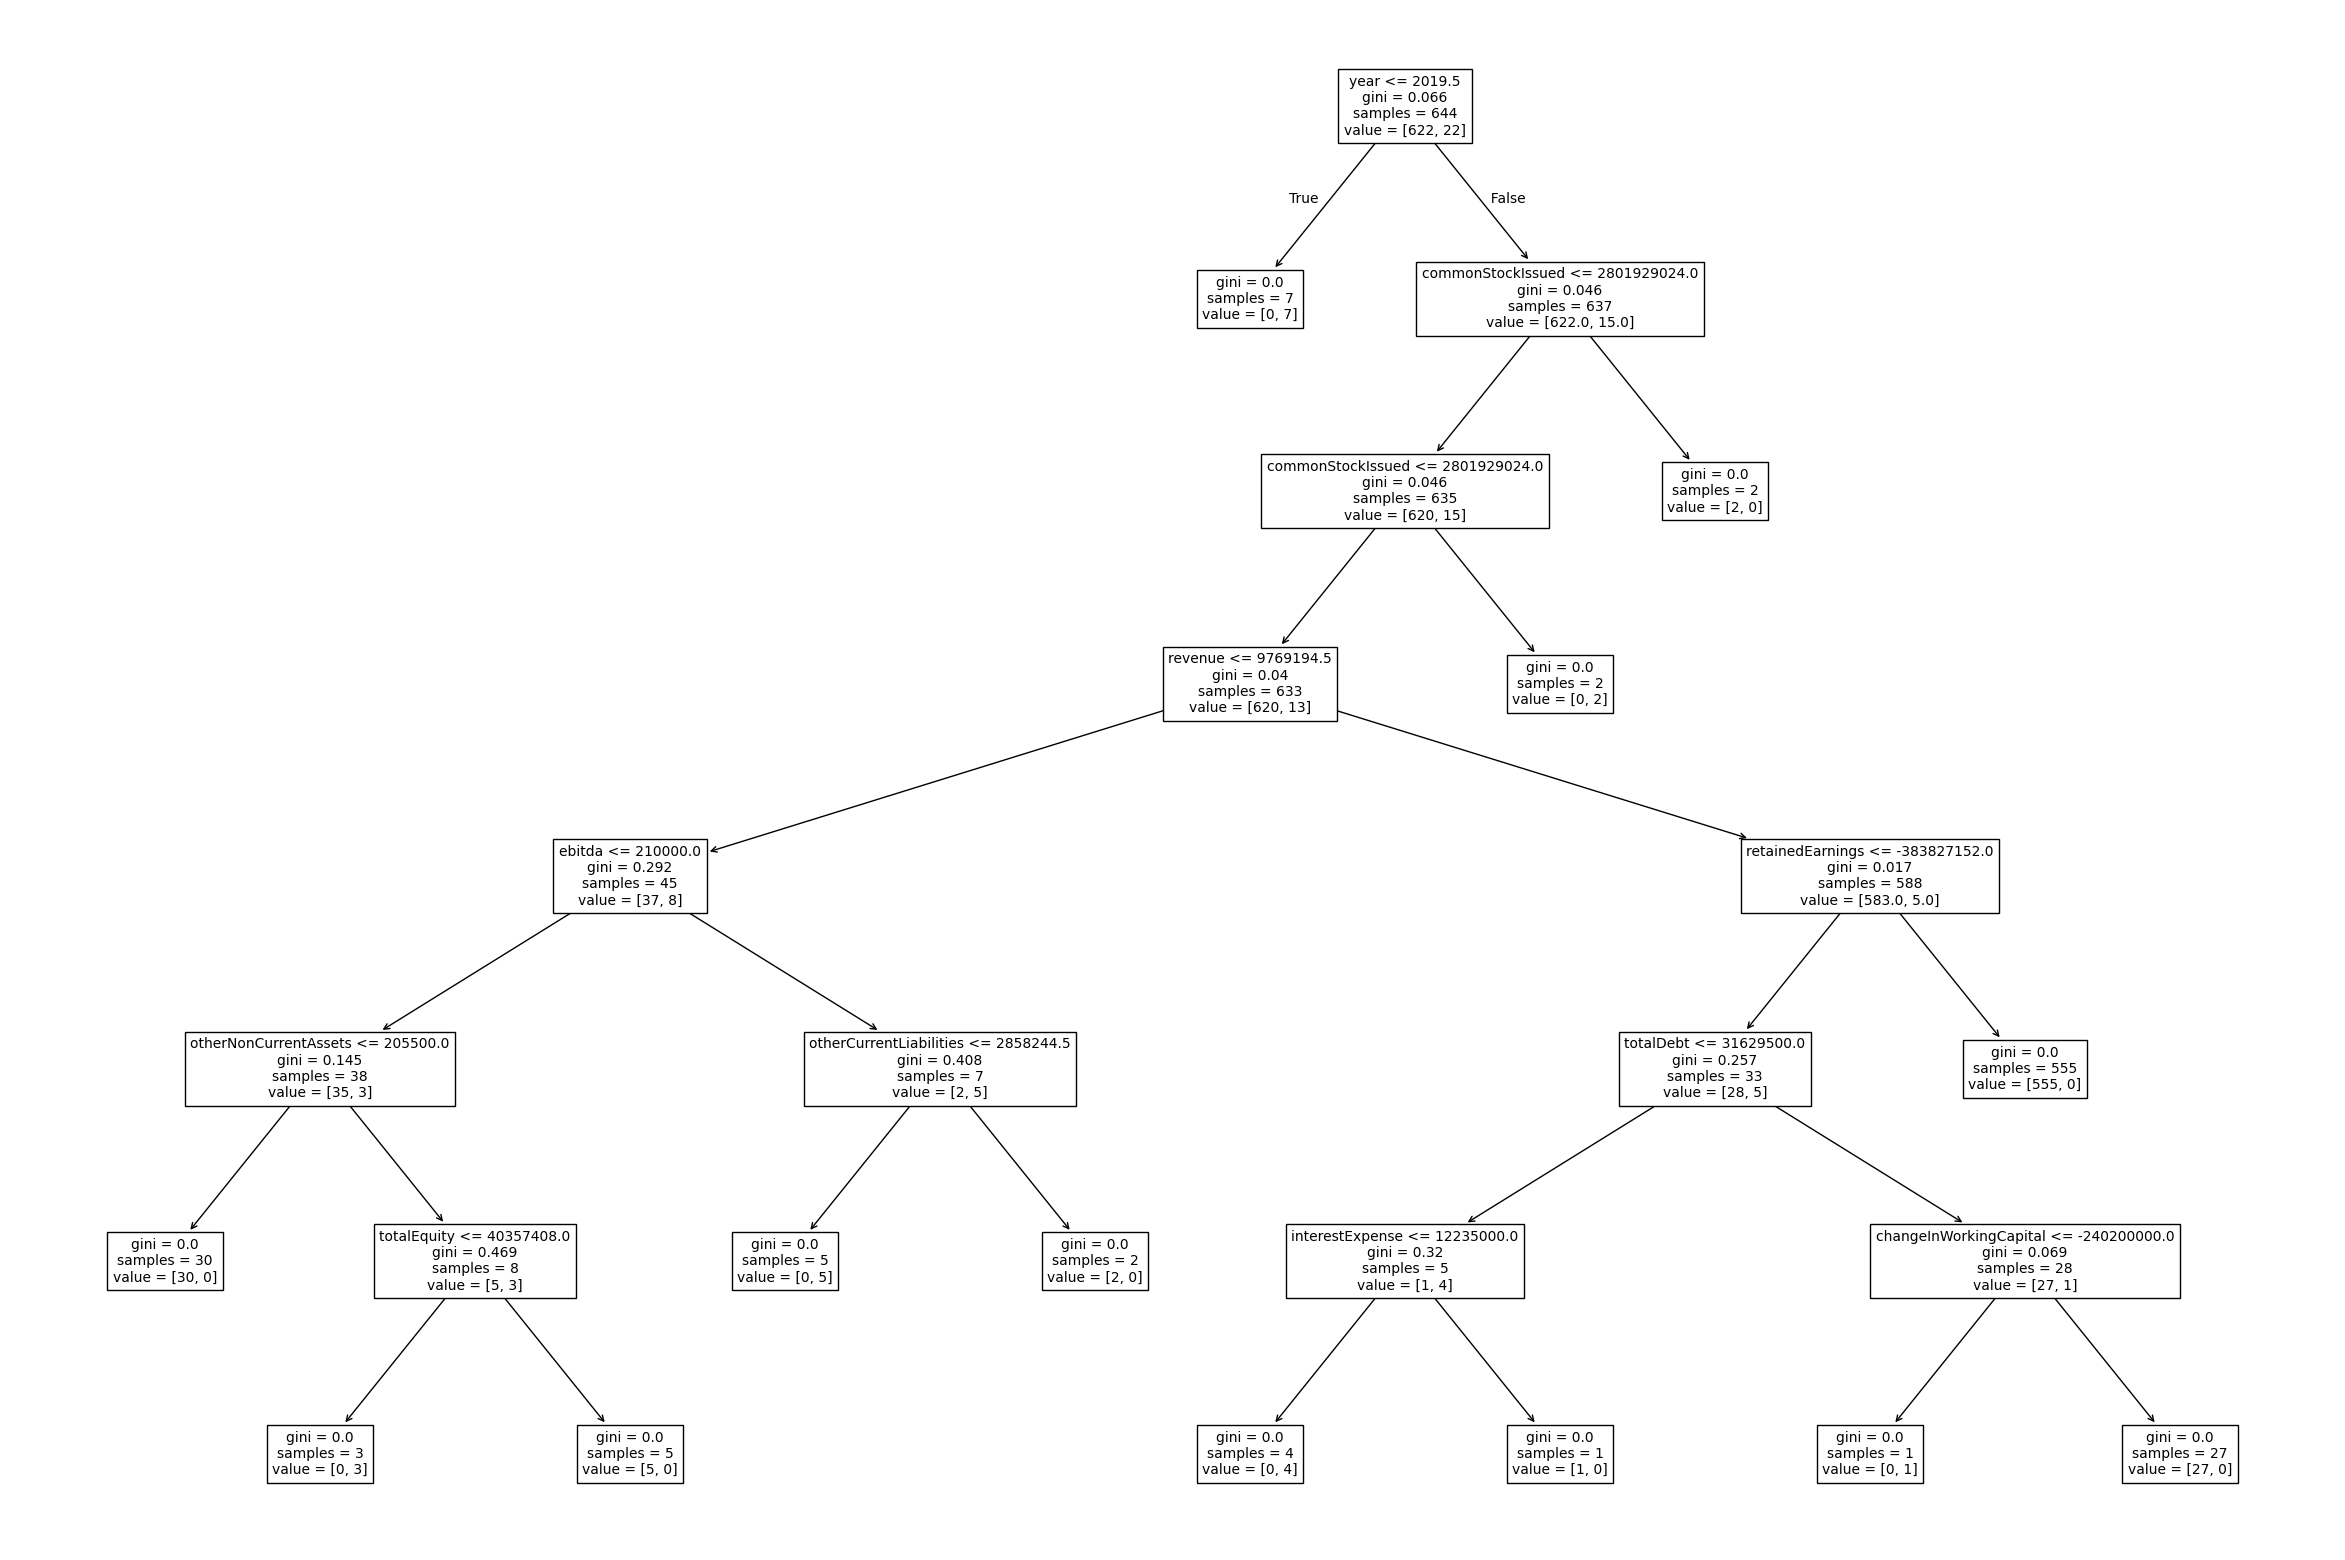 year <= 2019.5
gini = 0.066
samples = 644
value = [622, 22]
True
False
gini = 0.0
samples = 7
value = [0, 7]
commonStockIssued <= 2801929024.0
gini = 0.046
samples = 637
value = [622.0, 15.0]
commonStockIssued <= 2801929024.0
gini = 0.046
samples = 635
value = [620, 15]
gini = 0.0
samples = 2
value = [2, 0]
revenue <= 9769194.5
gini = 0.04
samples = 633
value = [620, 13]
gini = 0.0
samples = 2
value = [0, 2]
ebitda <= 210000.0
gini = 0.292
samples = 45
value = [37, 8]
retainedEarnings <= -383827152.0
gini = 0.017
samples = 588
value = [583.0, 5.0]
otherNonCurrentAssets <= 205500.0
gini = 0.145
samples = 38
value = [35, 3]
otherCurrentLiabilities <= 2858244.5
gini = 0.408
samples = 7
value = [2, 5]
totalDebt <= 31629500.0
gini = 0.257
samples = 33
value = [28, 5]
gini = 0.0
samples = 555
value = [555, 0]
gini = 0.0
samples = 30
value = [30, 0]
totalEquity <= 40357408.0
gini = 0.469
samples = 8
value = [5, 3]
gini = 0.0
samples = 5
value = [0, 5]
gini = 0.0
samples = 2
value = [2, 0]
interestExpense <= 12235000.0
gini = 0.32
samples = 5
value = [1, 4]
changeInWorkingCapital <= -240200000.0
gini = 0.069
samples = 28
value = [27, 1]
gini = 0.0
samples = 3
value = [0, 3]
gini = 0.0
samples = 5
value = [5, 0]
gini = 0.0
samples = 4
value = [0, 4]
gini = 0.0
samples = 1
value = [1, 0]
gini = 0.0
samples = 1
value = [0, 1]
gini = 0.0
samples = 27
value = [27, 0]